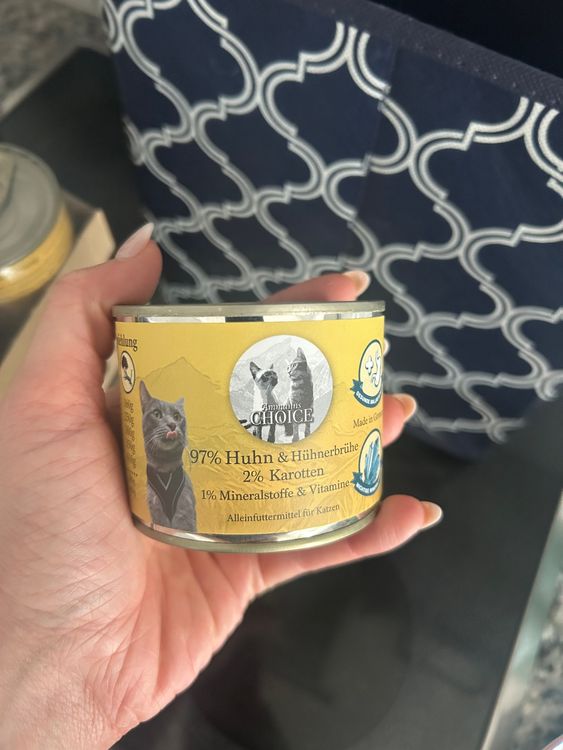 CHOICE
97% Huhn & Hühnerbrühe
2% Karotten
1% Mineralstoffe & Vitamine
Alleinfuttermittel für Katzen
Made in